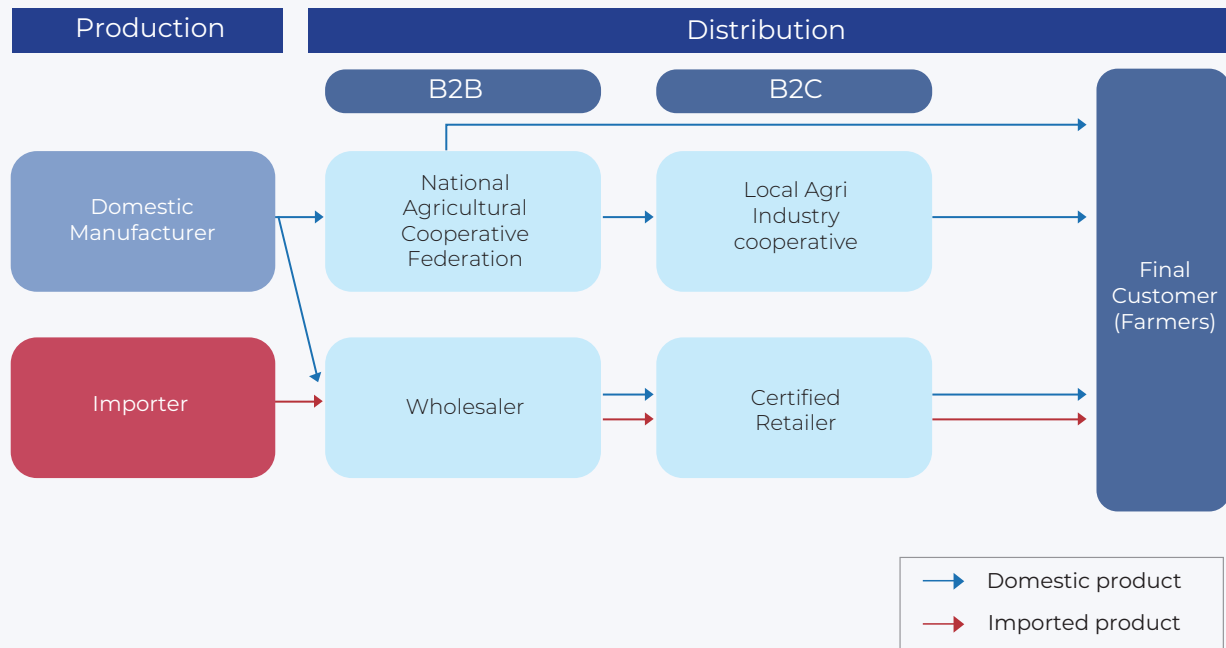 Production
Distribution
B2B
B2C
Domestic
Manufacturer
National
Agricultural
Cooperative
Federation
Local Agri
Industry
cooperative
Final
Customer
(Farmers)
Importer
Wholesaler
Certified
Retailer
Domestic product
Imported product